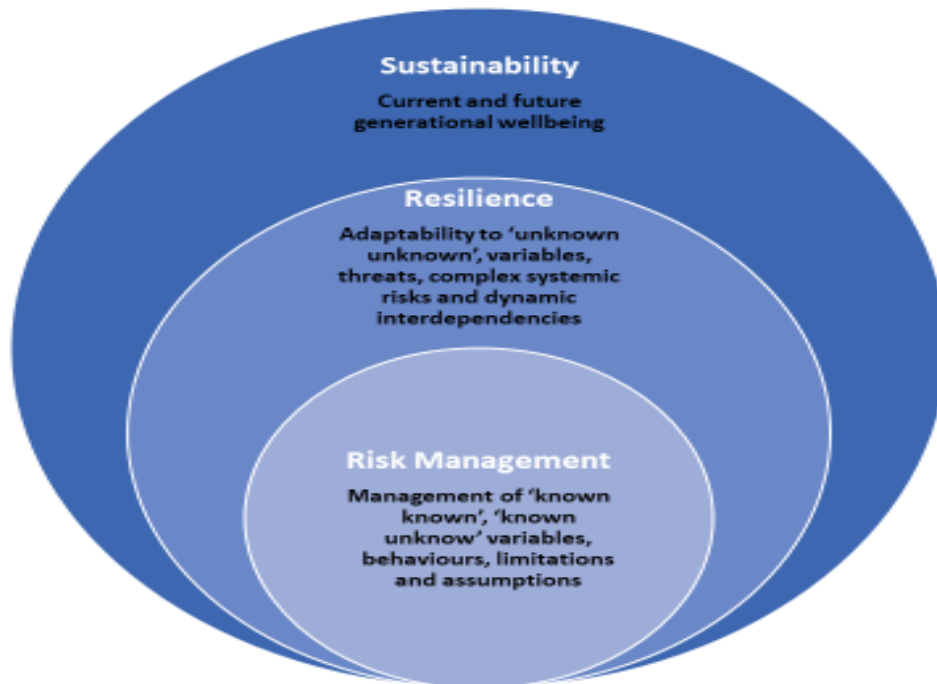 Sustainability
Current and future
generational wellbeing
Resilience
Adaptability to ‘unknown
unknown’, variables,
threats, complex systemic
risks and dynamic
interdependencies
Risk Management
Management of ‘known
known’, ‘known
unknow’ variables,
behaviours, limitations
and assumptions